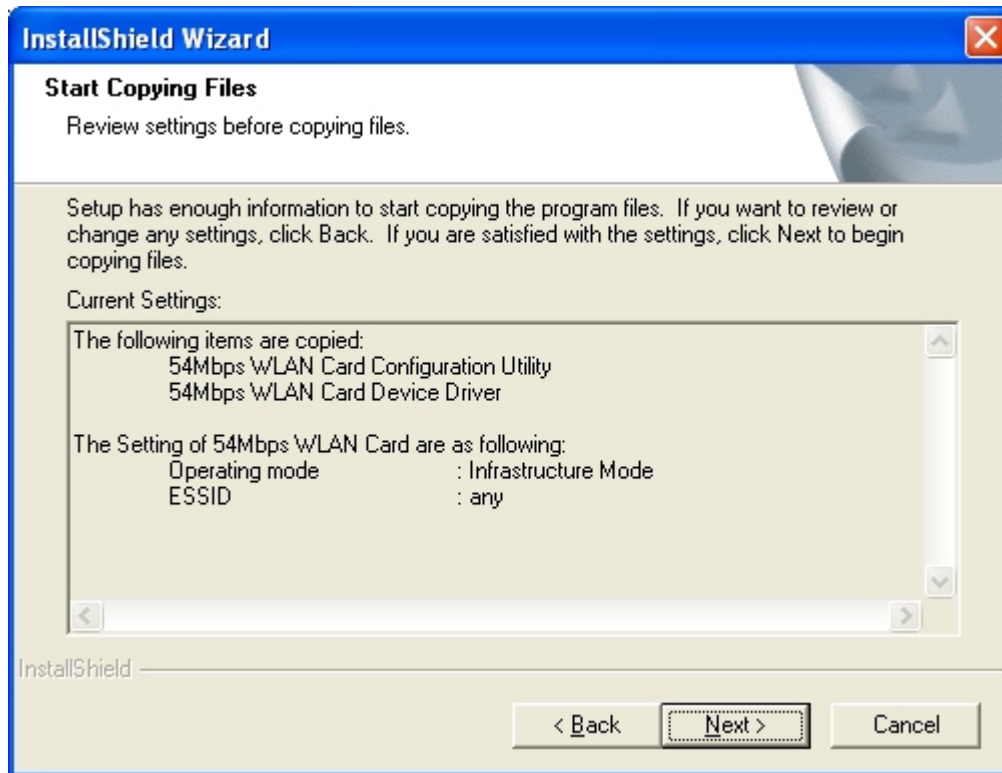 InstallShield Wizard
Start Copying Files
Review settings before copying files.
Setup has enough information to start copying the program files. If you want to review or
change any settings, click Back. If you are satisfied with the settings, click Next to begin
copying files.
Current Settings:
The following items are copied:
54Mbps WLAN Card Configuration Utility
54Mbps WLAN Card Device Driver
The Setting of 54Mbps WLAN Card are as following:
Operating mode : Infrastructure Mode
ESSID : any
InstallShield
< Back Next > Cancel